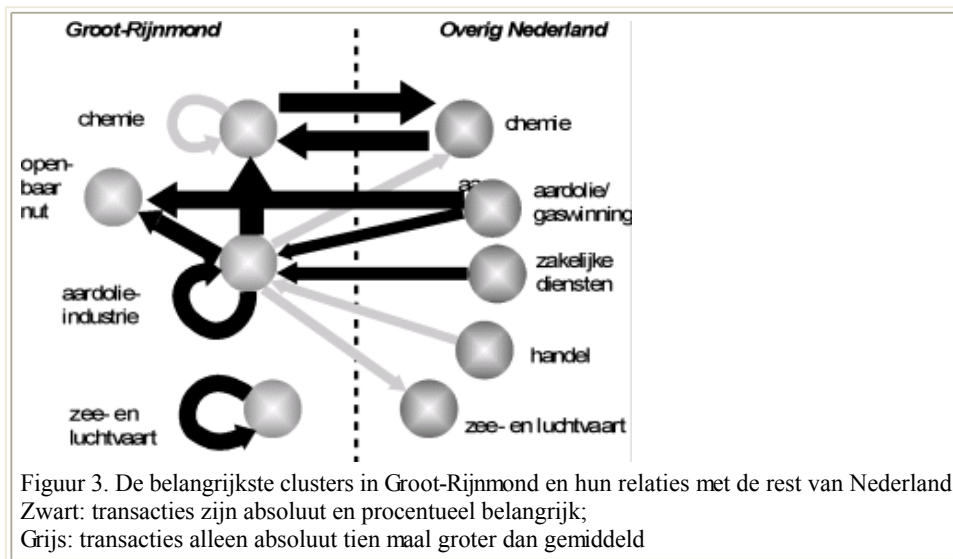 Groot-Rijnmond
Overig Nederland
chemie
chemie
open-
baar
nut
aardolie/
gaswinning
zakelijke
diensten
aardolie-
industrie
handel
zee- en
luchtvaart
zee- en luchtvaart
Figuur 3. De belangrijkste clusters in Groot-Rijnmond en hun relaties met de rest van Nederland
Zwart: transacties zijn absoluut en procentueel belangrijk;
Grijs: transacties alleen absoluut tien maal groter dan gemiddeld